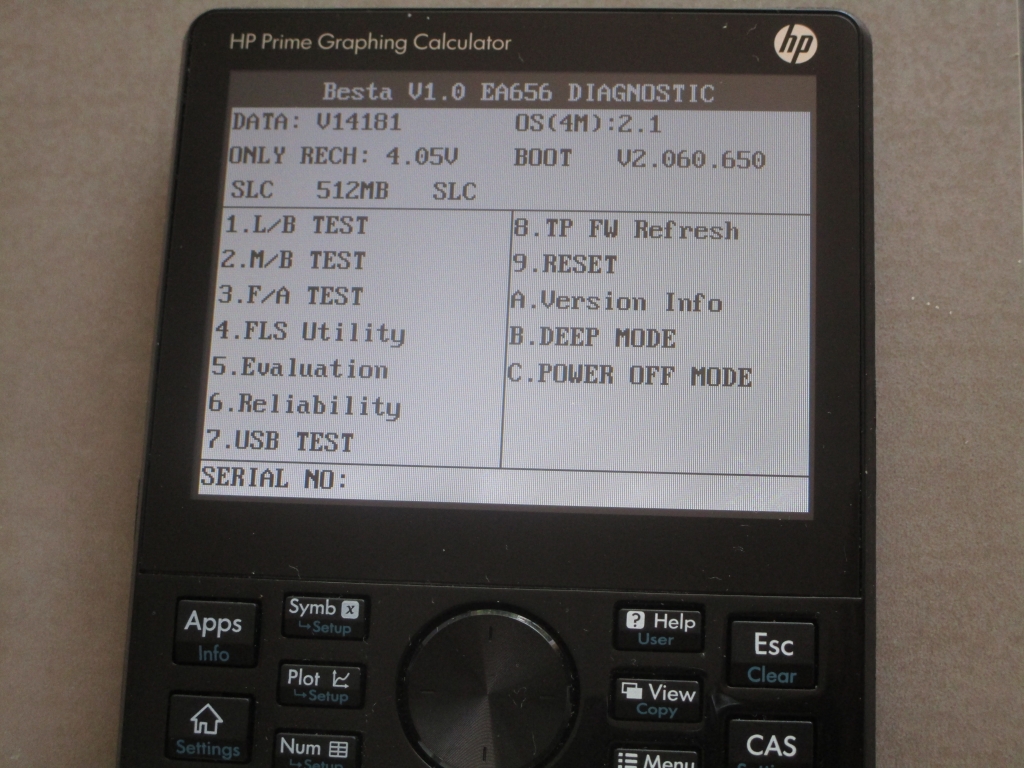 HP Prime Graphing Calculator
hp
Besta V1.0 EA656 DIAGNOSTIC
DATA: V14181 OS(4M):2.1
ONLY RECH: 4.05V BOOT V2.060.650
SLC 512MB SLC
1.L/B TEST
2.M/B TEST
3.F/A TEST
4.FLS Utility
5.Evaluation
6.Reliability
7.USB TEST
8.TP FW Refresh
9.RESET
A.Version Info
B.DEEP MODE
C.POWER OFF MODE
SERIAL NO:
Apps
Info
Symb x
Setup
? Help
User
Esc
Clear
Plot
Setup
View
Copy
Settings
Num
Setup
Menu
CAS